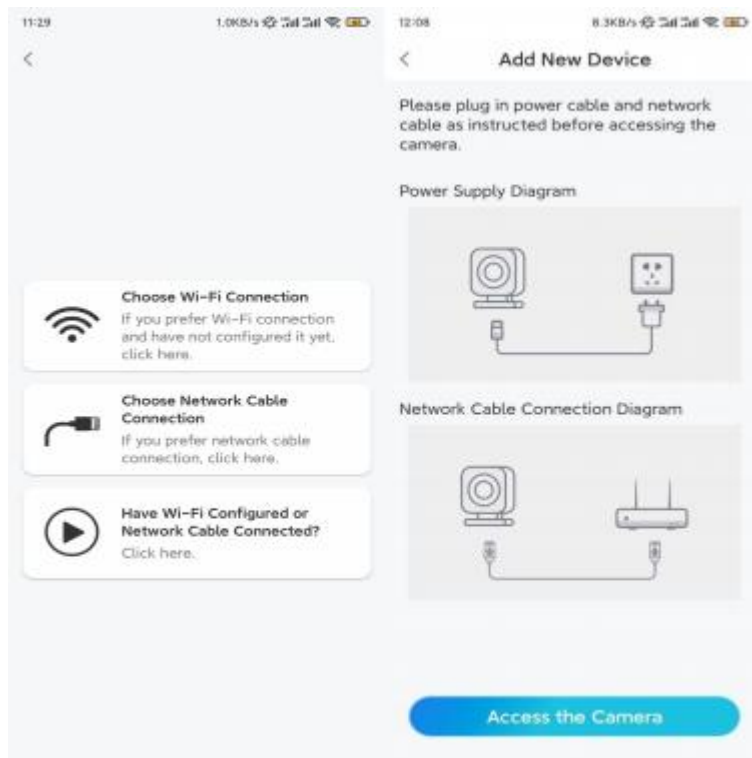 11:29
1.0KB/s
Choose Wi-Fi Connection
If you prefer Wi-Fi connection
and have not configured it yet,
click here.
Choose Network Cable
Connection
If you prefer network cable
connection, click here.
Have Wi-Fi Configured or
Network Cable Connected?
Click here.
12:08
8.3KB/s
Add New Device
Please plug in power cable and network
cable as instructed before accessing the
camera.
Power Supply Diagram
Network Cable Connection Diagram
Access the Camera